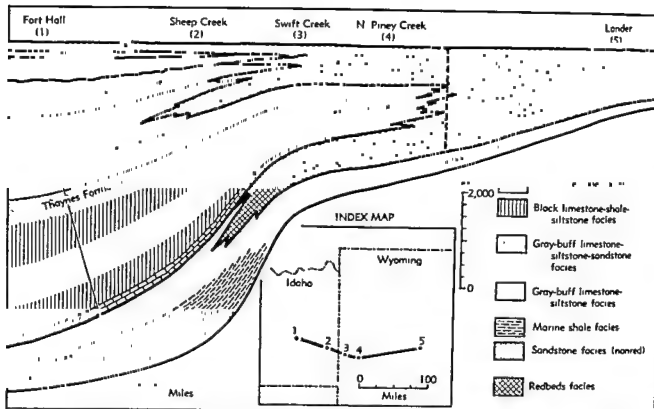 Fort Hall
(1)
Sheep Creek
(2)
Swift Creek
(3)
N Piney Creek
(4)
Lander
(5)
Thaynes Form.
2,000
0
Black limestone-shale-
siltstone facies
Gray-buff limestone-
siltstone-sandstone
facies
Gray-buff limestone-
siltstone facies
Marine shale facies
Sandstone facies (nonred)
Redbeds facies
INDEX MAP
Wyoming
Idaho
1
2
3
4
5
0
100
Miles
Miles